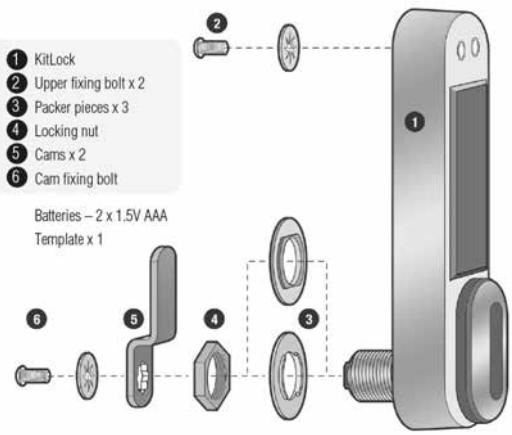 2
1 KitLock
2 Upper fixing bolt x 2
3 Packer pieces x 3
4 Locking nut
5 Cams x 2
6 Cam fixing bolt
1
Batteries – 2 x 1.5V AAA
Template x 1
6 5 4 3